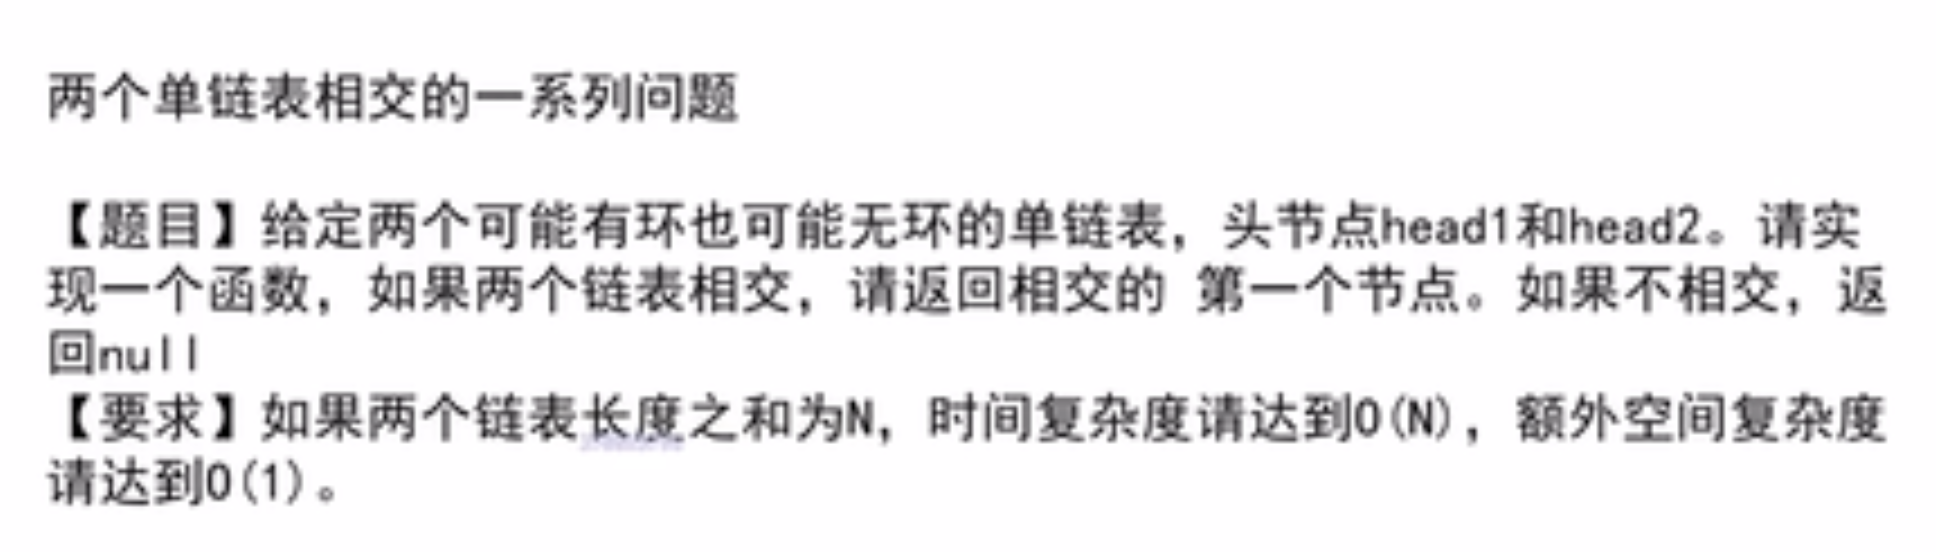 两个单链表相交的一系列问题
【题目】给定两个可能有环也可能无环的单链表，头节点head1和head2。请实
现一个函数，如果两个链表相交，请返回相交的 第一个节点。如果不相交，返
回null
【要求】如果两个链表长度之和为N，时间复杂度请达到O(N)，额外空间复杂度
请达到O(1)。